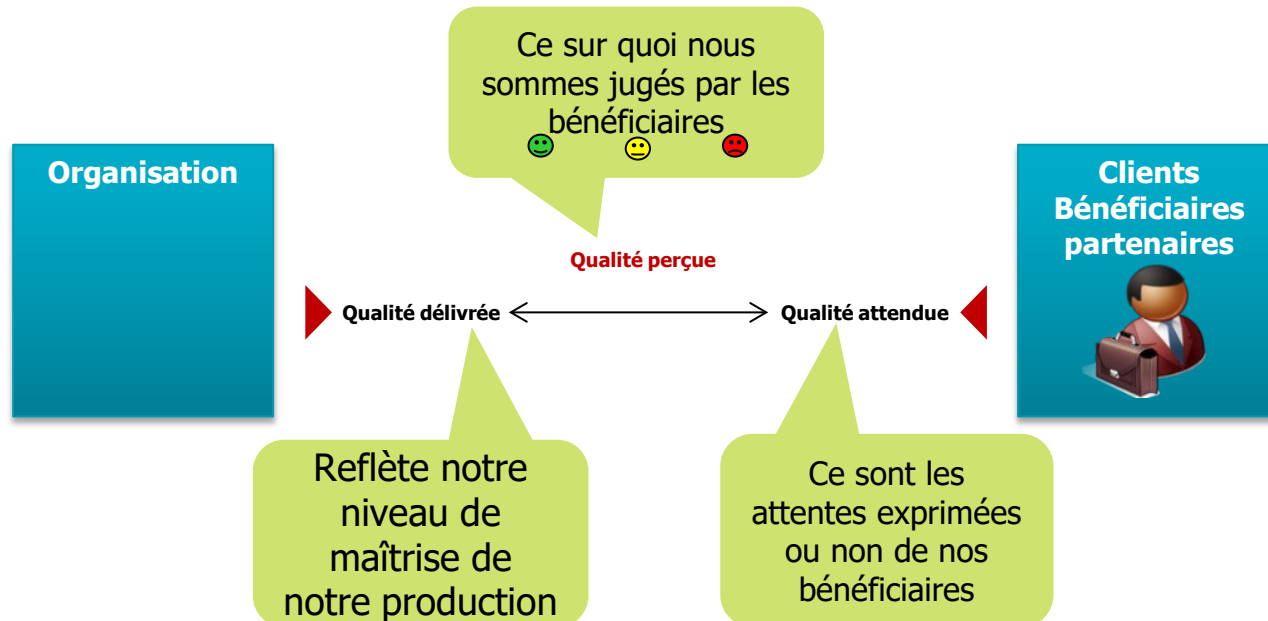 Ce sur quoi nous
sommes jugés par les
bénéficiaires
Organisation
Clients
Bénéficiaires
partenaires
Qualité perçue
Qualité délivrée
Qualité attendue
Reflète notre
niveau de
maîtrise de
notre production
Ce sont les
attentes exprimées
ou non de nos
bénéficiaires